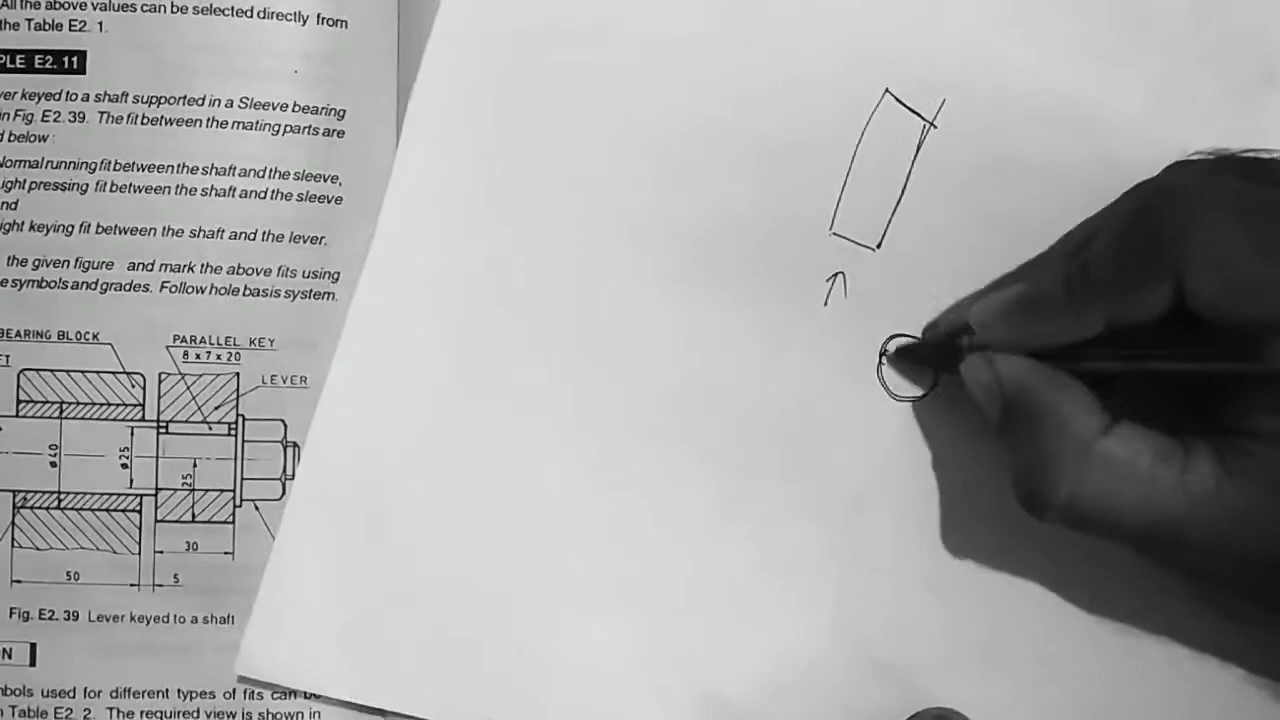 All the above values can be selected directly from
the Table E2. 1.
PLE E2. 11
ver keyed to a shaft supported in a Sleeve bearing
in Fig. E2. 39. The fit between the mating parts are
d below :
Normal running fit between the shaft and the sleeve,
ight pressing fit between the shaft and the sleeve
nd
ight keying fit between the shaft and the lever.
the given figure and mark the above fits using
e symbols and grades. Follow hole basis system.
BEARING BLOCK
PARALLEL KEY
8 x 7 x 20
FT
LEVER
ø 40
ø 25
25
30
50
5
Fig. E2. 39 Lever keyed to a shaft
N
mbols used for different types of fits can be
n Table E2. 2. The required view is shown in